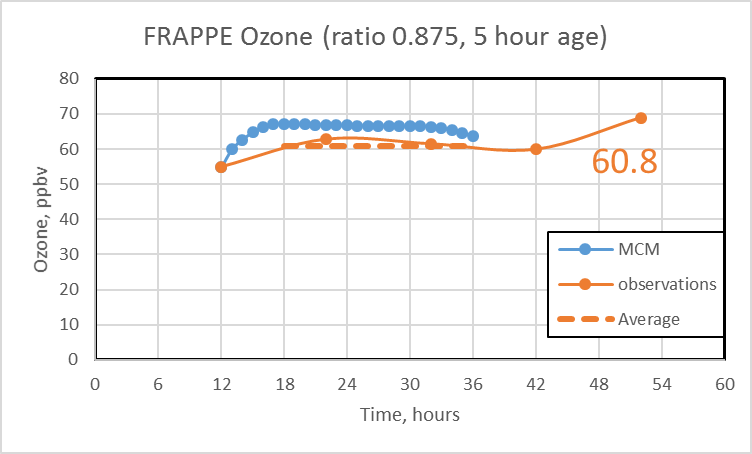 FRAPPE Ozone (ratio 0.875, 5 hour age)
80
70
60
50
40
30
20
10
0
Ozone, ppbv
60.8
MCM
observations
Average
0 6 12 18 24 30 36 42 48 54 60
Time, hours